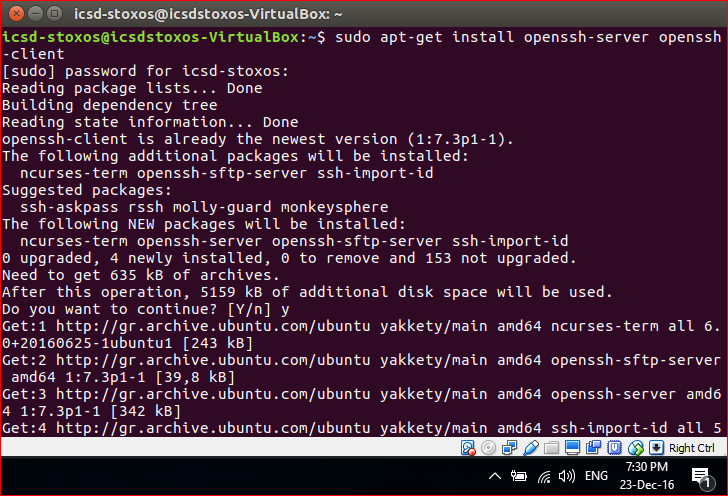 icsd-stoxos@icsdstoxos-VirtualBox: ~
icsd-stoxos@icsdstoxos-VirtualBox:~$ sudo apt-get install openssh-server openssh
-client
[sudo] password for icsd-stoxos:
Reading package lists... Done
Building dependency tree
Reading state information... Done
openssh-client is already the newest version (1:7.3p1-1).
The following additional packages will be installed:
  ncurses-term openssh-sftp-server ssh-import-id
Suggested packages:
  ssh-askpass rssh molly-guard monkeysphere
The following NEW packages will be installed:
  ncurses-term openssh-server openssh-sftp-server ssh-import-id
0 upgraded, 4 newly installed, 0 to remove and 153 not upgraded.
Need to get 635 kB of archives.
After this operation, 5159 kB of additional disk space will be used.
Do you want to continue? [Y/n] y
Get:1 http://gr.archive.ubuntu.com/ubuntu yakkety/main amd64 ncurses-term all 6.
0+20160625-1ubuntu1 [243 kB]
Get:2 http://gr.archive.ubuntu.com/ubuntu yakkety/main amd64 openssh-sftp-server
 amd64 1:7.3p1-1 [39,8 kB]
Get:3 http://gr.archive.ubuntu.com/ubuntu yakkety/main amd64 openssh-server amd6
4 1:7.3p1-1 [342 kB]
Get:4 http://gr.archive.ubuntu.com/ubuntu yakkety/main amd64 ssh-import-id all 5
Right Ctrl
ENG
7:30 PM
23-Dec-16
1